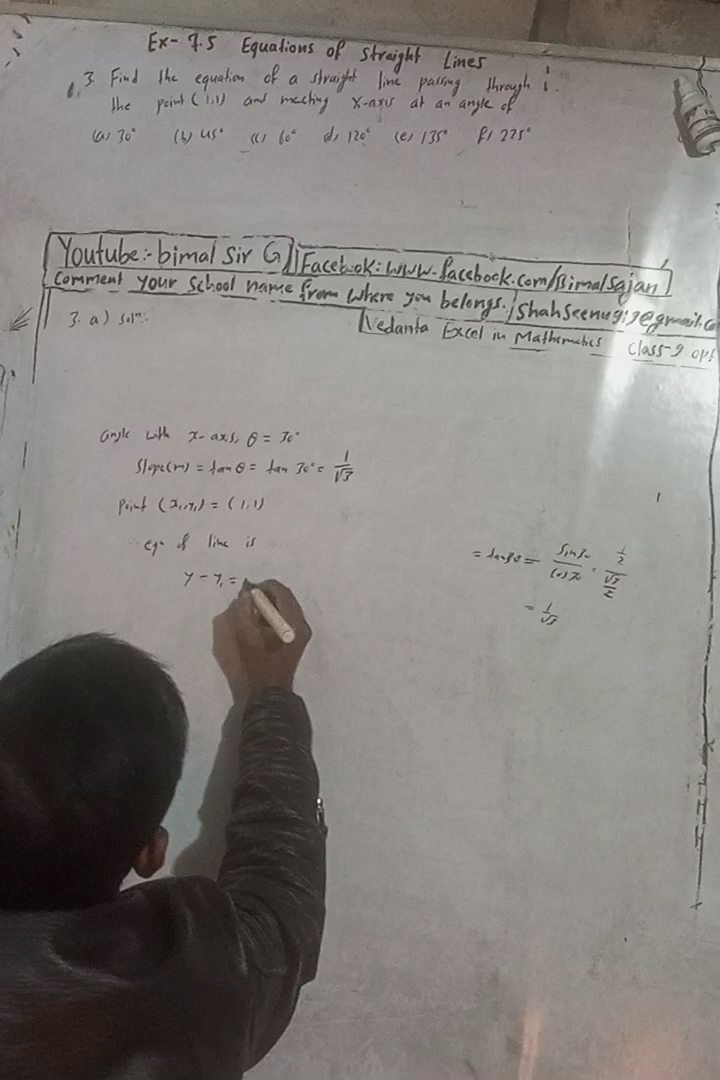 Ex- 7.5 Equations of Straight Lines
3 Find the equation of a straight line passing through
the point (1,1) and meeting X-axis at an angle of
(a) 30° (b) 45° (c) 60° d) 120° (e) 135° f) 225°
Youtube:- bimal Sir G Facebook: www.facebook.com/BimalSajan
Comment your School name from where you belongs.
Vedanta Excel in Mathematics Class-9 opt
3. a) Solⁿ:
angle with x-axis, θ = 30°
Slope(m) = tan θ = tan 30° = 1/√3
Point (x₁,y₁) = (1,1)
∴ eqn of line is
y - y₁ =
= tan30 = Sin30/Cos30 = 1/2/√3/2
= 1/√3